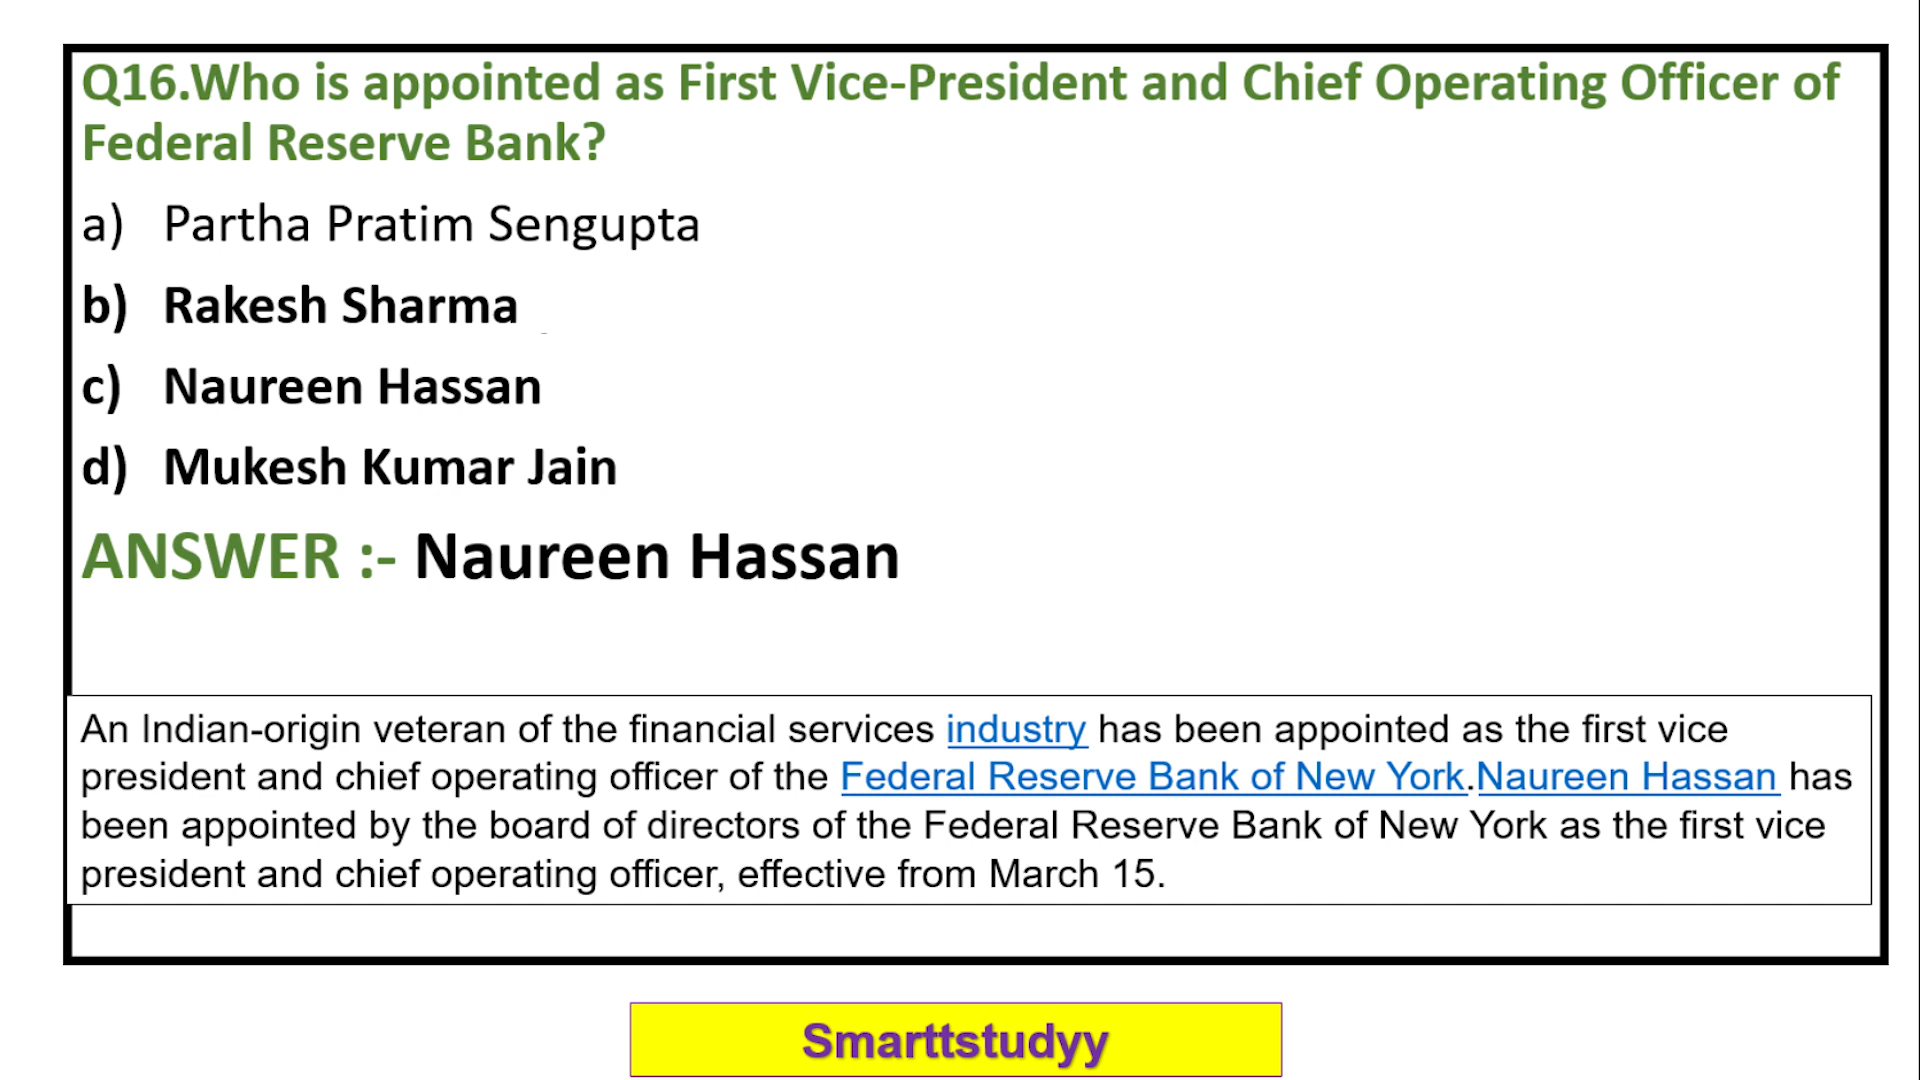 Q16.Who is appointed as First Vice-President and Chief Operating Officer of
Federal Reserve Bank?
a) Partha Pratim Sengupta
b) Rakesh Sharma
c) Naureen Hassan
d) Mukesh Kumar Jain
ANSWER :- Naureen Hassan
An Indian-origin veteran of the financial services industry has been appointed as the first vice
president and chief operating officer of the Federal Reserve Bank of New York.Naureen Hassan has
been appointed by the board of directors of the Federal Reserve Bank of New York as the first vice
president and chief operating officer, effective from March 15.
Smarttstudyy